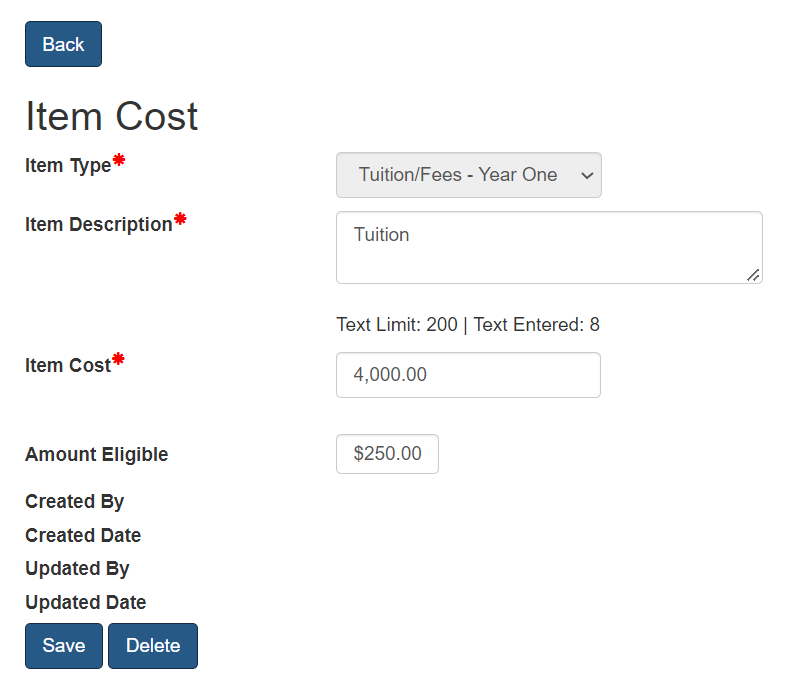 Back
Item Cost
Item Type* Tuition/Fees - Year One
Item Description* Tuition
Text Limit: 200 | Text Entered: 8
Item Cost* 4,000.00
Amount Eligible $250.00
Created By
Created Date
Updated By
Updated Date
Save Delete